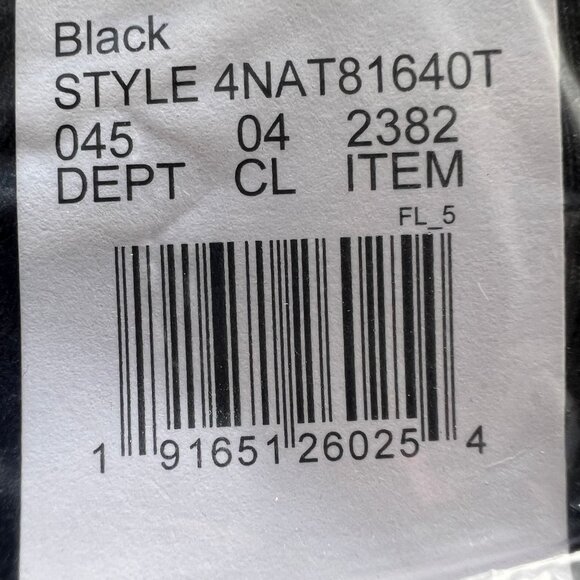 Black
STYLE 4NAT81640T
045 04 2382
DEPT CL ITEM
FL_5
1 91651 26025 4